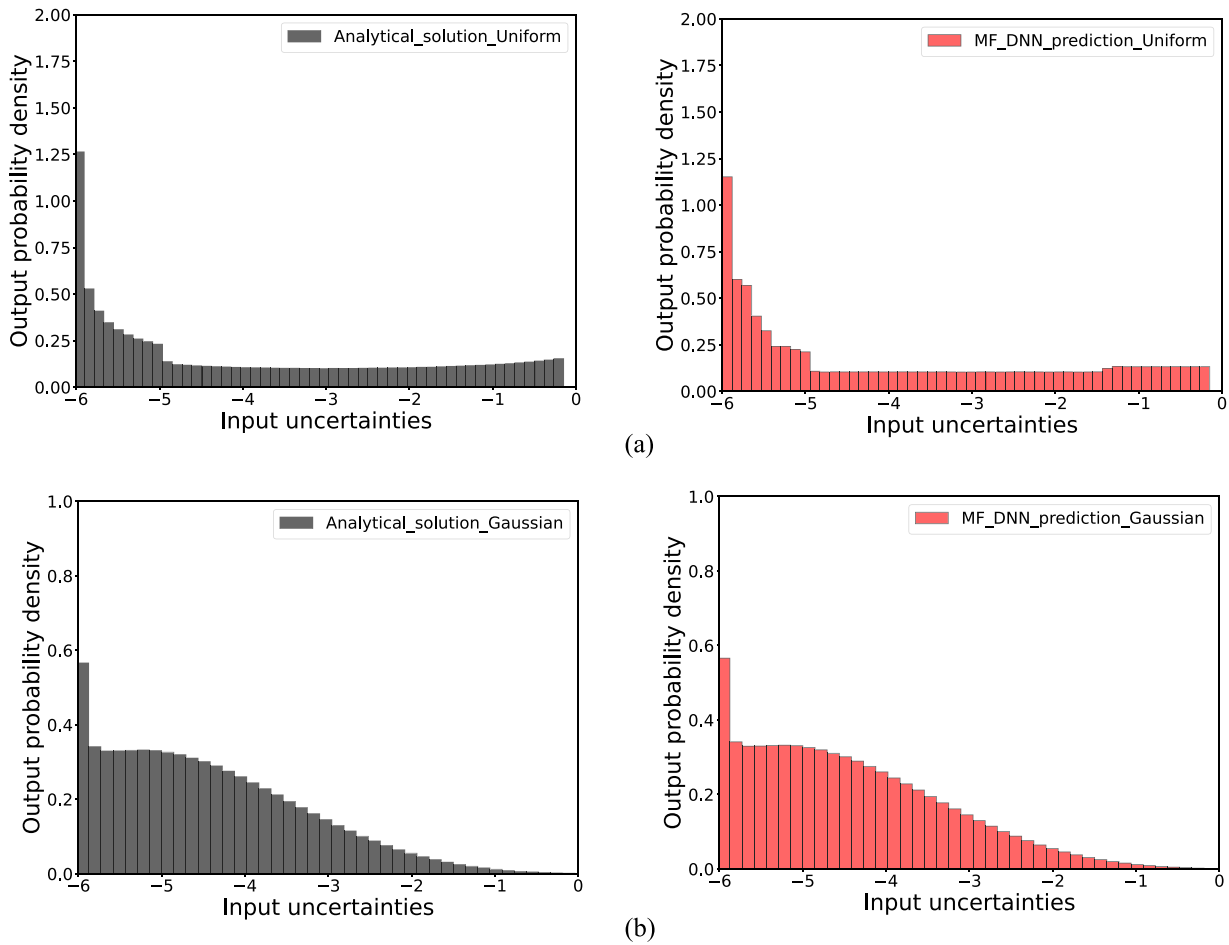 2.00
1.75
1.50
1.25
1.00
0.75
0.50
0.25
0.00
Output probability density
Analytical_solution_Uniform
−6 −5 −4 −3 −2 −1 0
Input uncertainties
2.00
1.75
1.50
1.25
1.00
0.75
0.50
0.25
0.00
Output probability density
MF_DNN_prediction_Uniform
−6 −5 −4 −3 −2 −1 0
Input uncertainties
(a)
1.0
0.8
0.6
0.4
0.2
0.0
Output probability density
Analytical_solution_Gaussian
−6 −5 −4 −3 −2 −1 0
Input uncertainties
1.0
0.8
0.6
0.4
0.2
0.0
Output probability density
MF_DNN_prediction_Gaussian
−6 −5 −4 −3 −2 −1 0
Input uncertainties
(b)